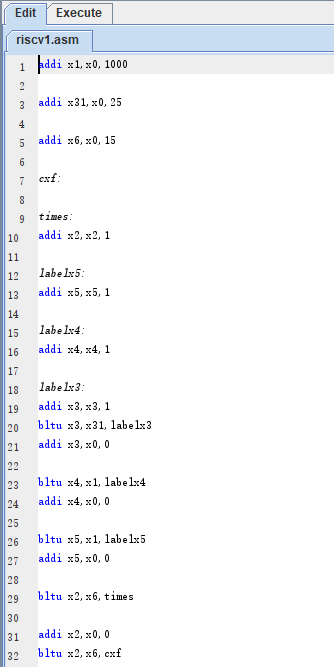 Edit Execute
riscv1.asm
1 addi x1,x0,1000
2
3 addi x31,x0,25
4
5 addi x6,x0,15
6
7 cxf:
8
9 times:
10 addi x2,x2,1
11
12 labelx5:
13 addi x5,x5,1
14
15 labelx4:
16 addi x4,x4,1
17
18 labelx3:
19 addi x3,x3,1
20 bltu x3,x31,labelx3
21 addi x3,x0,0
22
23 bltu x4,x1,labelx4
24 addi x4,x0,0
25
26 bltu x5,x1,labelx5
27 addi x5,x0,0
28
29 bltu x2,x6,times
30
31 addi x2,x0,0
32 bltu x2,x6,cxf